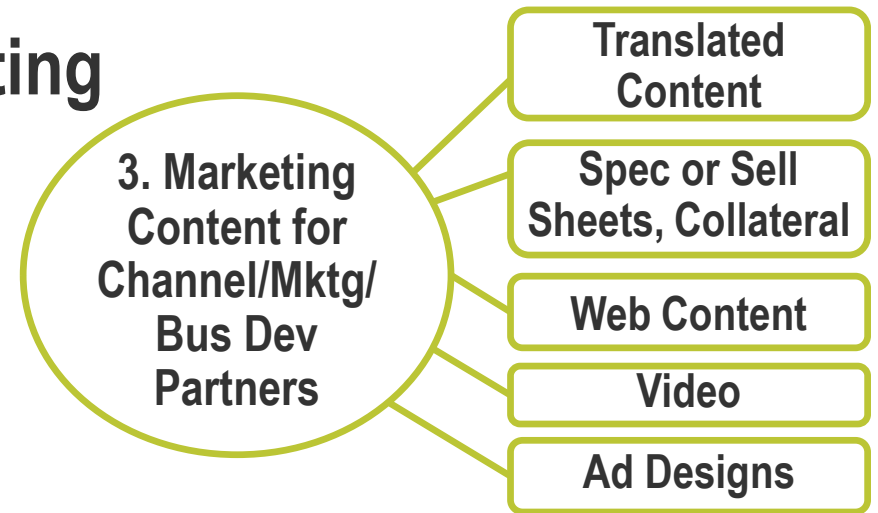 ting
3. Marketing
Content for
Channel/Mktg/
Bus Dev
Partners
Translated
Content
Spec or Sell
Sheets, Collateral
Web Content
Video
Ad Designs